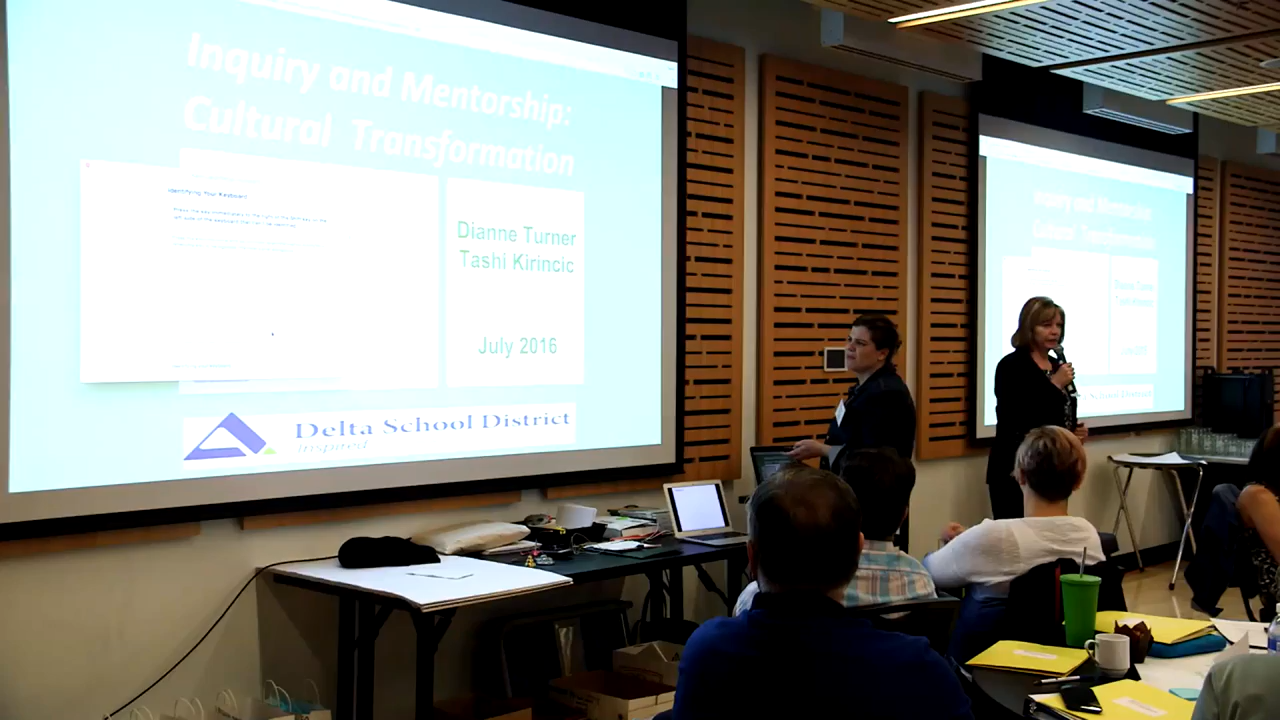 Inquiry and Mentorship:
Cultural Transformation
Identifying Your Keyboard
Dianne Turner
Tashi Kirincic
July 2016
Delta School District
Inspired